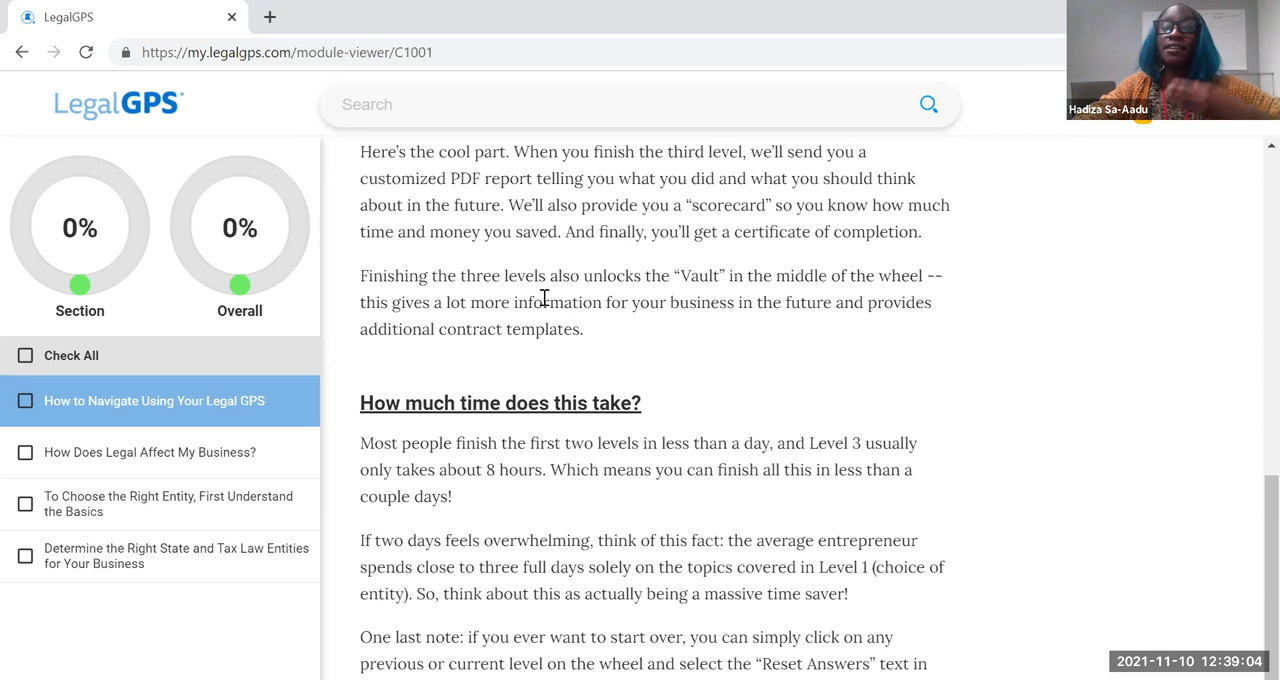 LegalGPS
https://my.legalgps.com/module-viewer/C1001
Hadiza Sa-Aadu
LegalGPS
Search
0%
0%
Section
Overall
Check All
How to Navigate Using Your Legal GPS
How Does Legal Affect My Business?
To Choose the Right Entity, First Understand
the Basics
Determine the Right State and Tax Law Entities
for Your Business
Here’s the cool part. When you finish the third level, we’ll send you a
customized PDF report telling you what you did and what you should think
about in the future. We’ll also provide you a “scorecard” so you know how much
time and money you saved. And finally, you’ll get a certificate of completion.
Finishing the three levels also unlocks the “Vault” in the middle of the wheel --
this gives a lot more information for your business in the future and provides
additional contract templates.
How much time does this take?
Most people finish the first two levels in less than a day, and Level 3 usually
only takes about 8 hours. Which means you can finish all this in less than a
couple days!
If two days feels overwhelming, think of this fact: the average entrepreneur
spends close to three full days solely on the topics covered in Level 1 (choice of
entity). So, think about this as actually being a massive time saver!
One last note: if you ever want to start over, you can simply click on any
previous or current level on the wheel and select the “Reset Answers” text in
2021-11-10 12:39:04